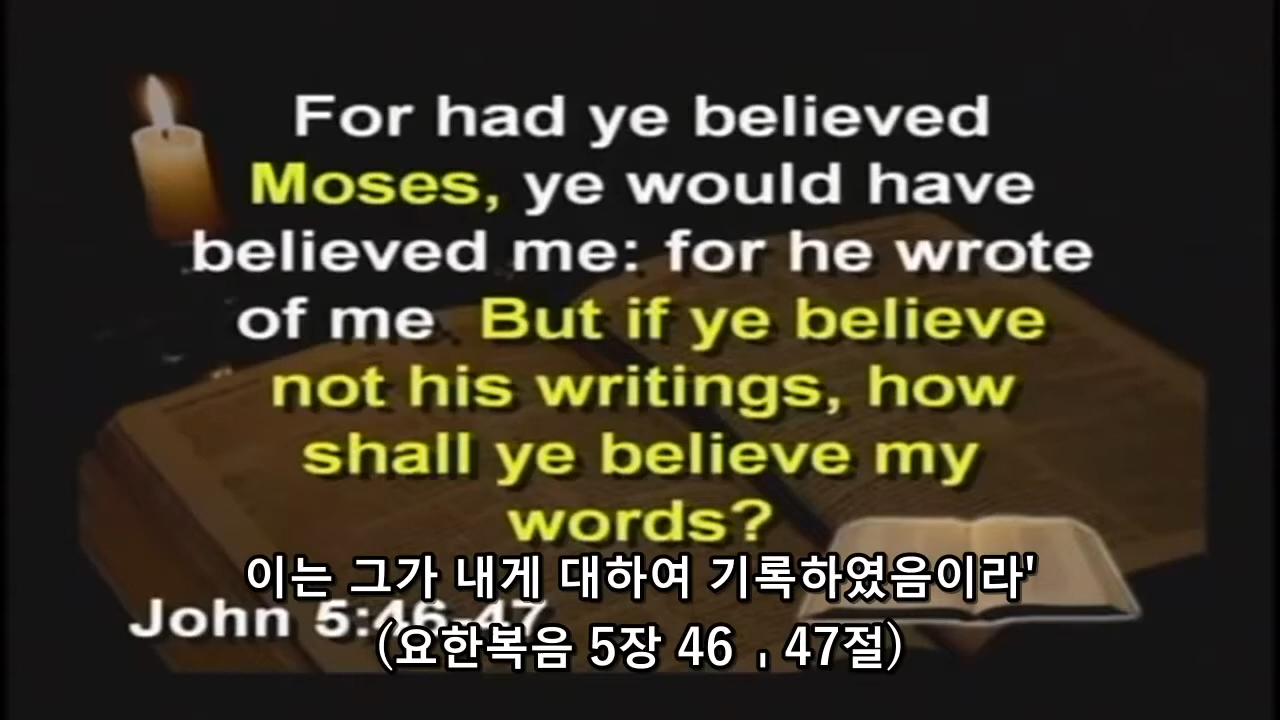 For had ye believed
Moses, ye would have
believed me: for he wrote
of me. But if ye believe
not his writings, how
shall ye believe my
words?
이는 그가 내게 대하여 기록하였음이라'
John 5:46-47
(요한복음 5장 46 , 47절)